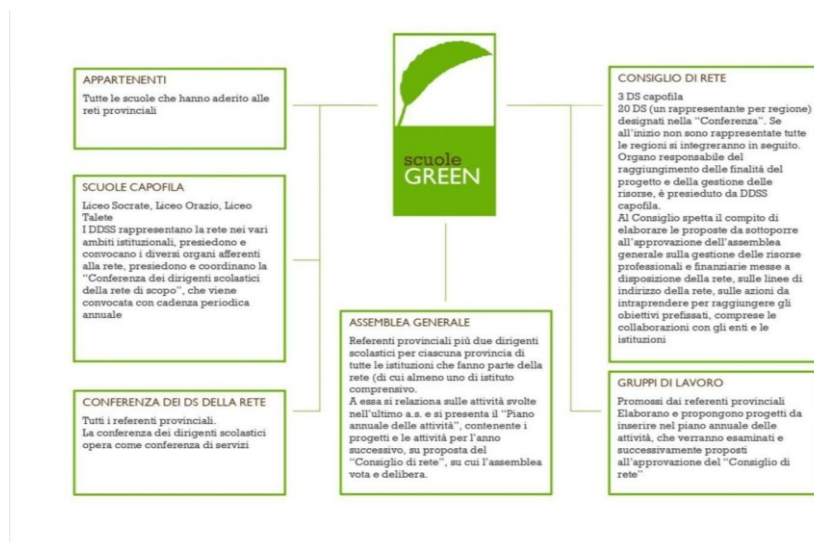 APPARTENENTI
Tutte le scuole che hanno aderito alle
reti provinciali
SCUOLE CAPOFILA
Liceo Socrate, Liceo Orazio, Liceo
Talete
I DDSS rappresentano la rete nei vari
ambiti istituzionali, presiedono e
convocano i diversi organi afferenti
alla rete, presiedono e coordinano la
“Conferenza dei dirigenti scolastici
della rete di scopo”, che viene
convocata con cadenza periodica
annuale
CONFERENZA DEI DS DELLA RETE
Tutti i referenti provinciali.
La conferenza dei dirigenti scolastici
opera come conferenza di servizi
scuole
GREEN
ASSEMBLEA GENERALE
Referenti provinciali più due dirigenti
scolastici per ciascuna provincia di
tutte le istituzioni che fanno parte della
rete (di cui almeno uno di istituto
comprensivo.
A essa si relaziona sulle attività svolte
nell’ultimo a.s. e si presenta il “Piano
annuale delle attività”, contenente i
progetti e le attività per l’anno
successivo, su proposta del
“Consiglio di rete”, su cui l’assemblea
vota e delibera.
CONSIGLIO DI RETE
3 DS capofila
20 DS (un rappresentante per regione)
designati nella “Conferenza”. Se
all’inizio non sono rappresentate tutte
le regioni si integreranno in seguito.
Organo responsabile del
raggiungimento delle finalità del
progetto e della gestione delle
risorse, è presieduto da DDSS
capofila.
Al Consiglio spetta il compito di
elaborare le proposte da sottoporre
all’approvazione dell’assemblea
generale sulla gestione delle risorse
professionali e finanziarie messe a
disposizione della rete, sulle linee di
indirizzo della rete, sulle azioni da
intraprendere per raggiungere gli
obiettivi prefissati, comprese le
collaborazioni con gli enti e le
istituzioni
GRUPPI DI LAVORO
Promossi dai referenti provinciali
Elaborano e propongono progetti da
inserire nel piano annuale delle
attività, che verranno esaminati e
successivamente proposti
all’approvazione del “Consiglio di
rete”